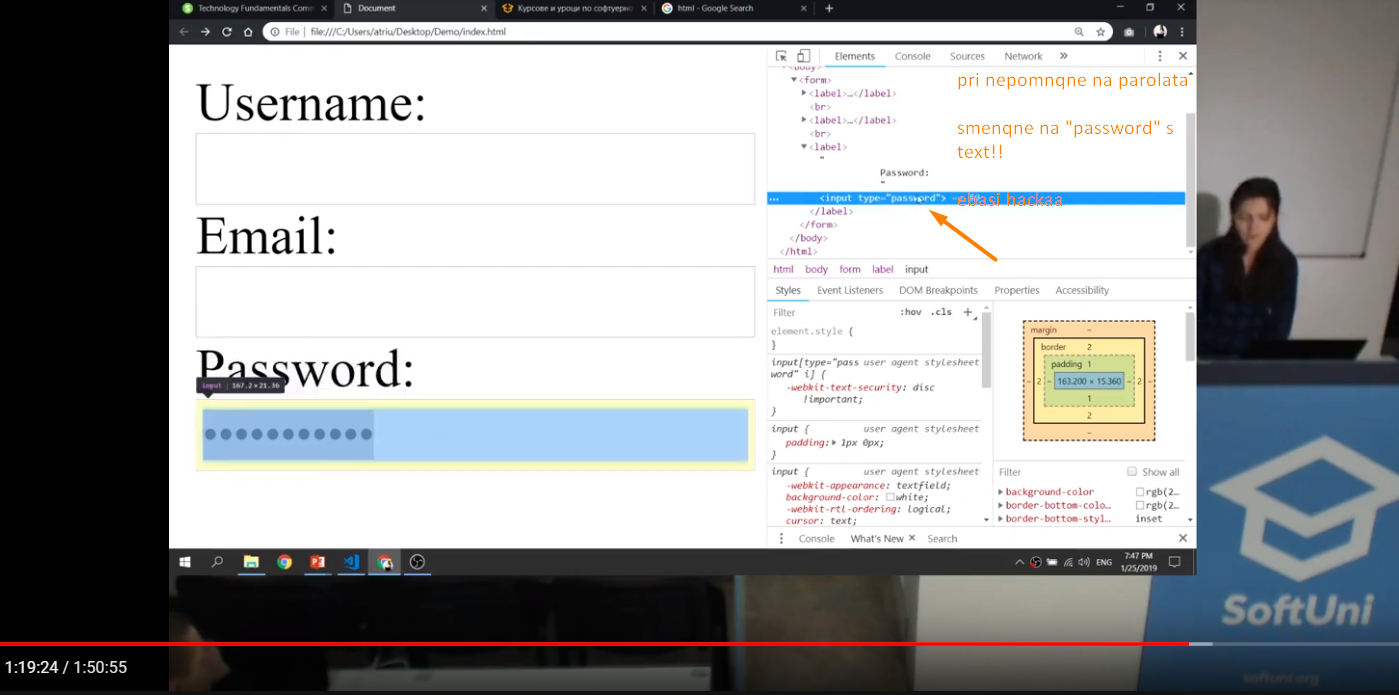 Technology Fundamentals Com
Document
Курсове и уроци по софтуерно
html - Google Search
File
file:///C:/Users/atriu/Desktop/Demo/index.html
Username:
Email:
Password:
input 167.2×21.36
Elements
Console
Sources
Network
<body>
<form>
<label>…</label>
<br>
<label>…</label>
<br>
<label>
"
Password:
"
<input type="password">
</label>
</form>
</body>
</html>
pri nepomnqne na parolata
smenqne na "password" s
text!!
ebasi hackaa
html body form label input
Styles Event Listeners DOM Breakpoints Properties Accessibility
Filter :hov .cls +
element.style {
}
input[type="pass user agent stylesheet
word" i] {
-webkit-text-security: disc
!important;
}
input { user agent stylesheet
padding: 1px 0px;
}
input { user agent stylesheet
-webkit-appearance: textfield;
background-color: white;
-webkit-rtl-ordering: logical;
cursor: text;
margin –
border 2
padding 1
– 2 – 163.200 × 15.360 – 2 –
1
2
–
Filter Show all
background-color rgb(2…
border-bottom-colo… rgb(2…
border-bottom-styl… inset
Console What's New Search
ENG
7:47 PM
1/25/2019
SoftUni
softuni.org
1:19:24 / 1:50:55